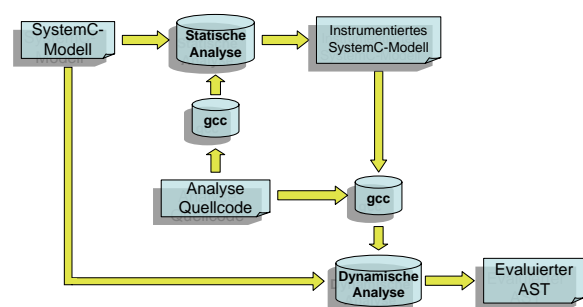 SystemC-
Modell
Statische
Analyse
Instrumentiertes
SystemC-Modell
gcc
Analyse
Quellcode
gcc
Dynamische
Analyse
Evaluierter
AST